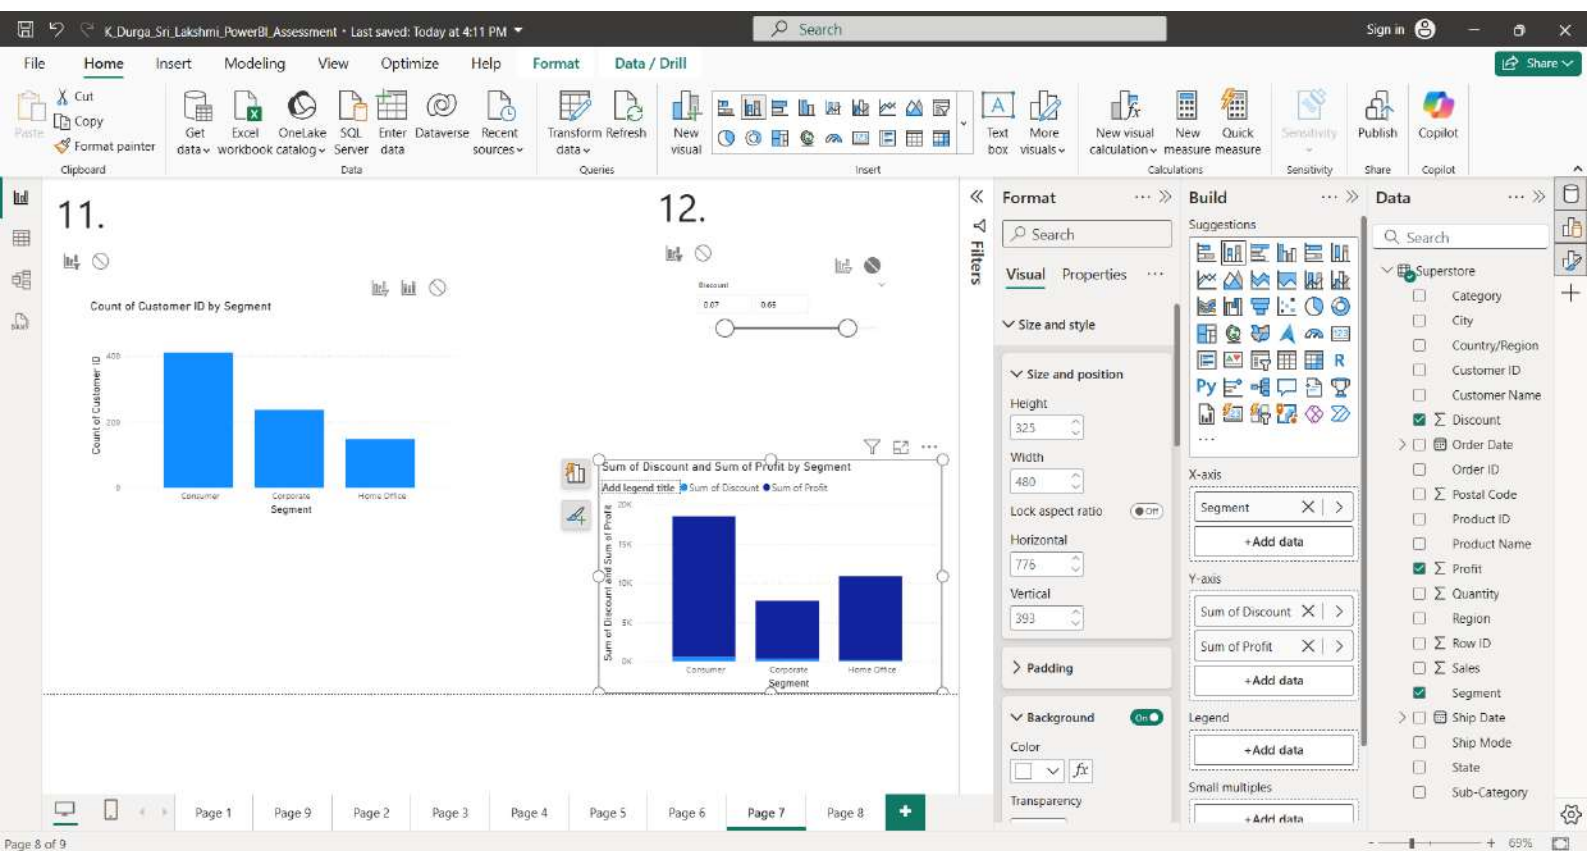 K_Durga_Sri_Lakshmi_PowerBI_Assessment • Last saved: Today at 4:11 PM
Search
Sign in
File Home Insert Modeling View Optimize Help Format Data / Drill
Share
Paste
Cut
Copy
Format painter
Clipboard
Get data
Excel workbook
OneLake catalog
SQL Server
Enter data
Dataverse
Recent sources
Data
Transform data
Refresh
Queries
New visual
Insert
Text box
More visuals
New visual calculation
New measure
Quick measure
Calculations
Sensitivity
Sensitivity
Publish
Share
Copilot
Copilot
11.
Count of Customer ID by Segment
Count of Customer ID
400
200
0
Consumer Corporate Home Office
Segment
12.
Discount
0.07 0.65
Sum of Discount and Sum of Profit by Segment
Add legend title Sum of Discount Sum of Profit
Sum of Discount and Sum of Profit
20K
15K
10K
5K
0K
Consumer Corporate Home Office
Segment
Filters
Format
Search
Visual Properties
Size and style
Size and position
Height
325
Width
480
Lock aspect ratio Off
Horizontal
776
Vertical
393
Padding
Background On
Color
fx
Transparency
Build
Suggestions
R
Py
123
X-axis
Segment
+Add data
Y-axis
Sum of Discount
Sum of Profit
+Add data
Legend
+Add data
Small multiples
+Add data
Data
Search
Superstore
Category
City
Country/Region
Customer ID
Customer Name
Discount
Order Date
Order ID
Postal Code
Product ID
Product Name
Profit
Quantity
Region
Row ID
Sales
Segment
Ship Date
Ship Mode
State
Sub-Category
Page 1 Page 9 Page 2 Page 3 Page 4 Page 5 Page 6 Page 7 Page 8
Page 8 of 9
69%